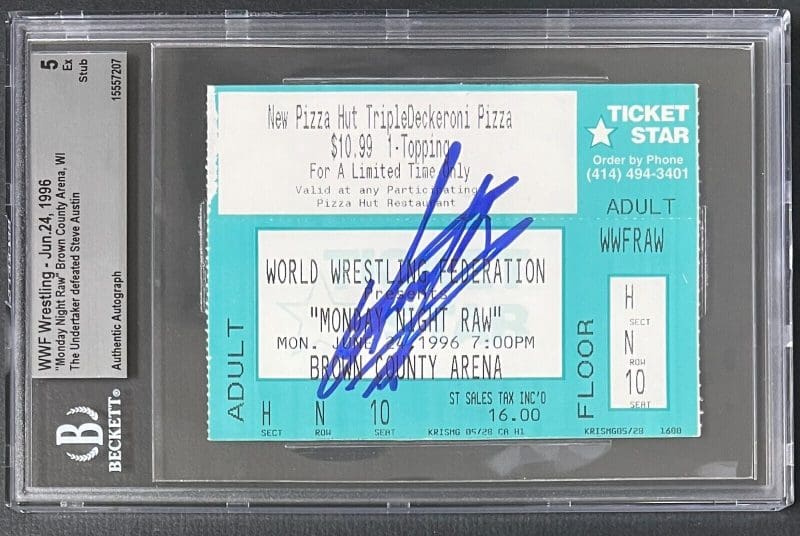 5
Ex
Stub
15557207
WWF Wrestling - Jun.24, 1996
"Monday Night Raw" Brown County Arena, WI
The Undertaker defeated Steve Austin
Authentic Autograph
B
BECKETT
New Pizza Hut TripleDeckeroni Pizza
$10.99 1-Topping
For A Limited Time Only
Valid at any Participating
Pizza Hut Restaurant
TICKET
STAR
Order by Phone
(414) 494-3401
ADULT
WWFRAW
ADULT
WORLD WRESTLING FEDERATION
Presents
"MONDAY NIGHT RAW"
MON. JUNE 24, 1996 7:00PM
BROWN COUNTY ARENA
ST SALES TAX INC'D
H N 10 16.00
SECT ROW SEAT KRISMG 05/28 CA H1
FLOOR
H
SECT
N
ROW
10
SEAT
KRISMG05/28 1600